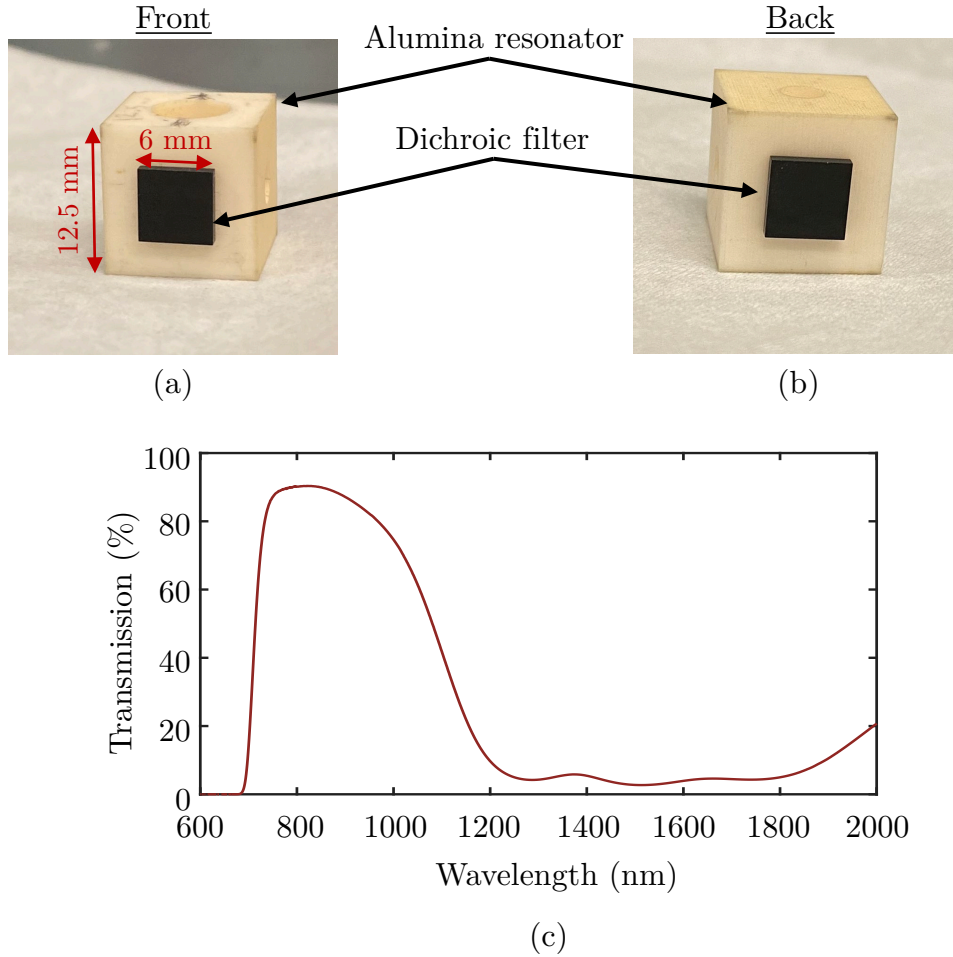 Front
Back
Alumina resonator
Dichroic filter
6 mm
12.5 mm
(a)
(b)
100
80
60
40
20
0
Transmission (%)
600
800
1000
1200
1400
1600
1800
2000
Wavelength (nm)
(c)